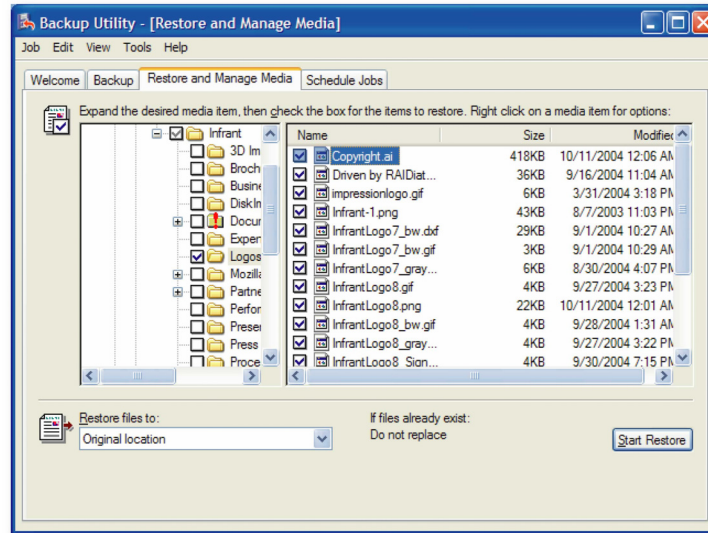 Backup Utility - [Restore and Manage Media]
Job Edit View Tools Help
Welcome Backup Restore and Manage Media Schedule Jobs
Expand the desired media item, then check the box for the items to restore. Right click on a media item for options:
Infrant
3D Im
Broch
Busine
DiskIn
Docur
Exper
Logos
Mozilla
Partne
Perfor
Preser
Press
Proce
Name Size Modified
Copyright.ai 418KB 10/11/2004 12:06 AM
Driven by RAIDiat... 36KB 9/16/2004 11:04 AM
impressionlogo.gif 6KB 3/31/2004 3:18 PM
Infrant-1.png 43KB 8/7/2003 11:03 PM
InfrantLogo7_bw.dxf 29KB 9/1/2004 10:27 AM
InfrantLogo7_bw.gif 3KB 9/1/2004 10:29 AM
InfrantLogo7_gray... 6KB 8/30/2004 4:07 PM
InfrantLogo8.gif 4KB 9/27/2004 3:23 PM
InfrantLogo8.png 22KB 10/11/2004 12:01 AM
InfrantLogo8_bw.gif 4KB 9/28/2004 1:31 AM
InfrantLogo8_gray... 4KB 9/27/2004 3:22 PM
InfrantLogo8_Sign... 4KB 9/30/2004 7:15 PM
Restore files to:
Original location
If files already exist:
Do not replace
Start Restore